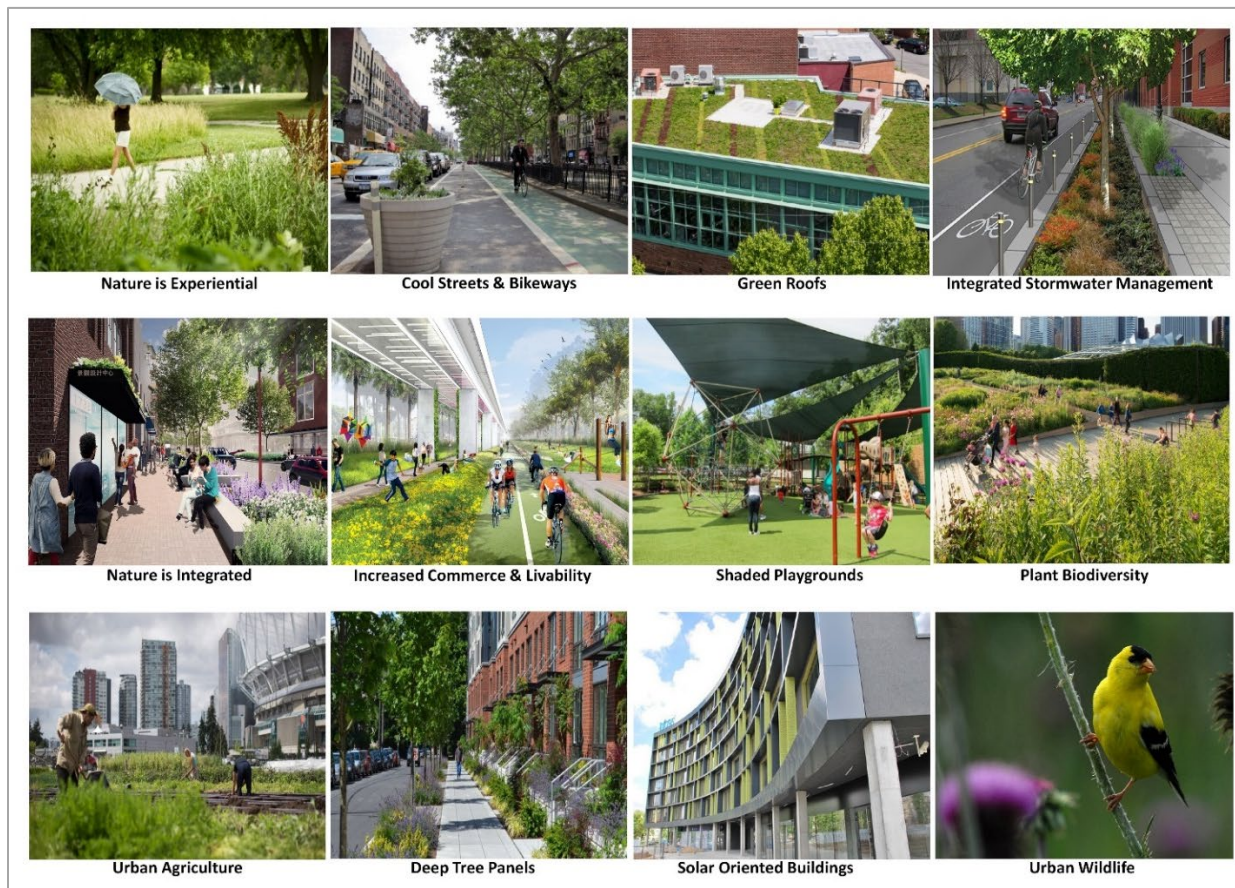 Nature is Experiential
Cool Streets & Bikeways
Green Roofs
Integrated Stormwater Management
Nature is Integrated
Increased Commerce & Livability
Shaded Playgrounds
Plant Biodiversity
Urban Agriculture
Deep Tree Panels
Solar Oriented Buildings
Urban Wildlife